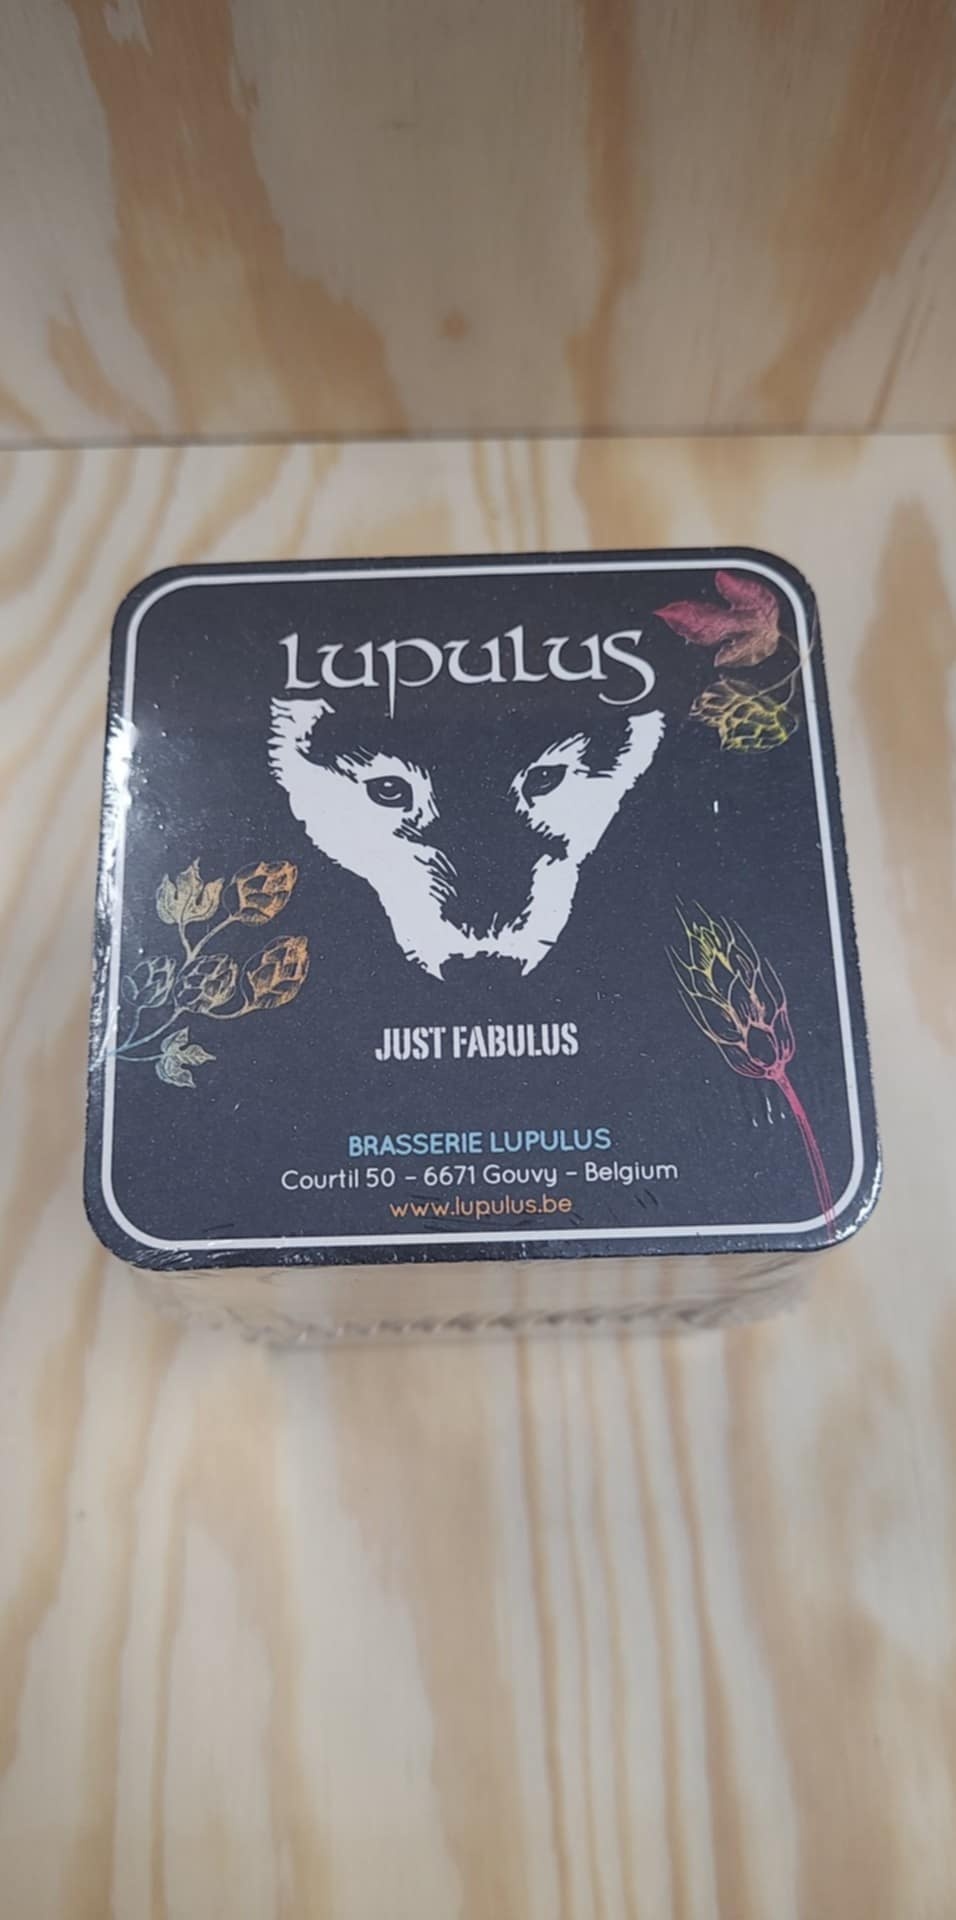 LUPULUS
JUST FABULUS
BRASSERIE LUPULUS
Courtil 50 – 6671 Gouvy – Belgium
www.lupulus.be